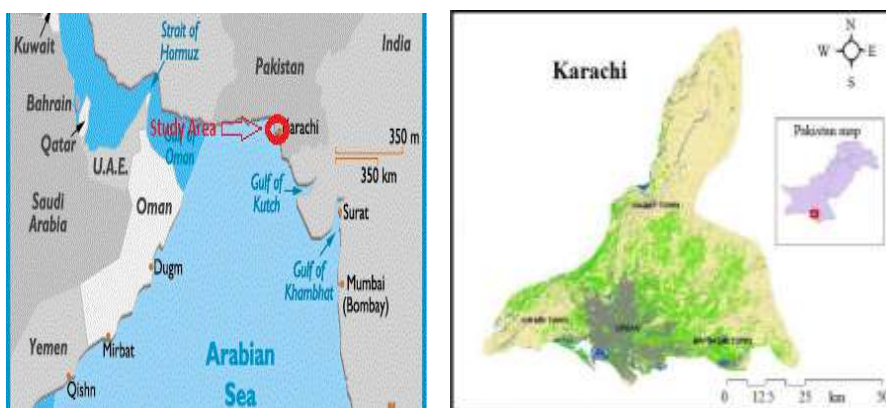 Kuwait
Strait of
Hormuz
India
Pakistan
Bahrain
Qatar
Study Area
Karachi
350 m
350 km
U.A.E.
Oman
Gulf of
Kutch
Saudi
Arabia
Oman
Surat
Dugm
Gulf of
Khambhat
Mumbai
(Bombay)
Yemen
Mirbat
Arabian
Sea
Qishn
Karachi
N
W E
S
Pakistan map
0 12.5 25 km 50